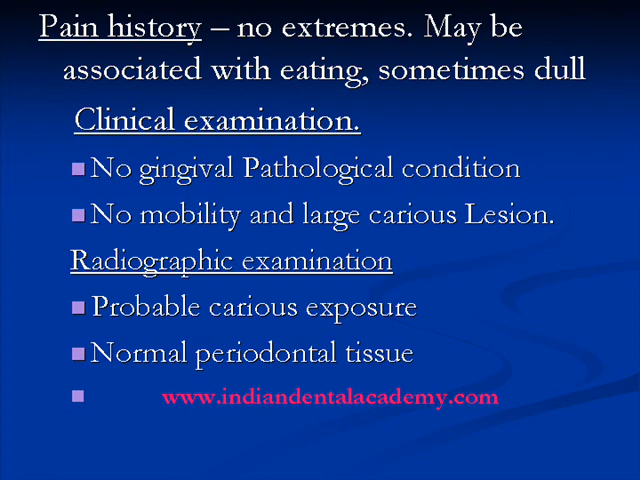 Pain history – no extremes. May be
associated with eating, sometimes dull
Clinical examination.
No gingival Pathological condition
No mobility and large carious Lesion.
Radiographic examination
Probable carious exposure
Normal periodontal tissue
www.indiandentalacademy.com